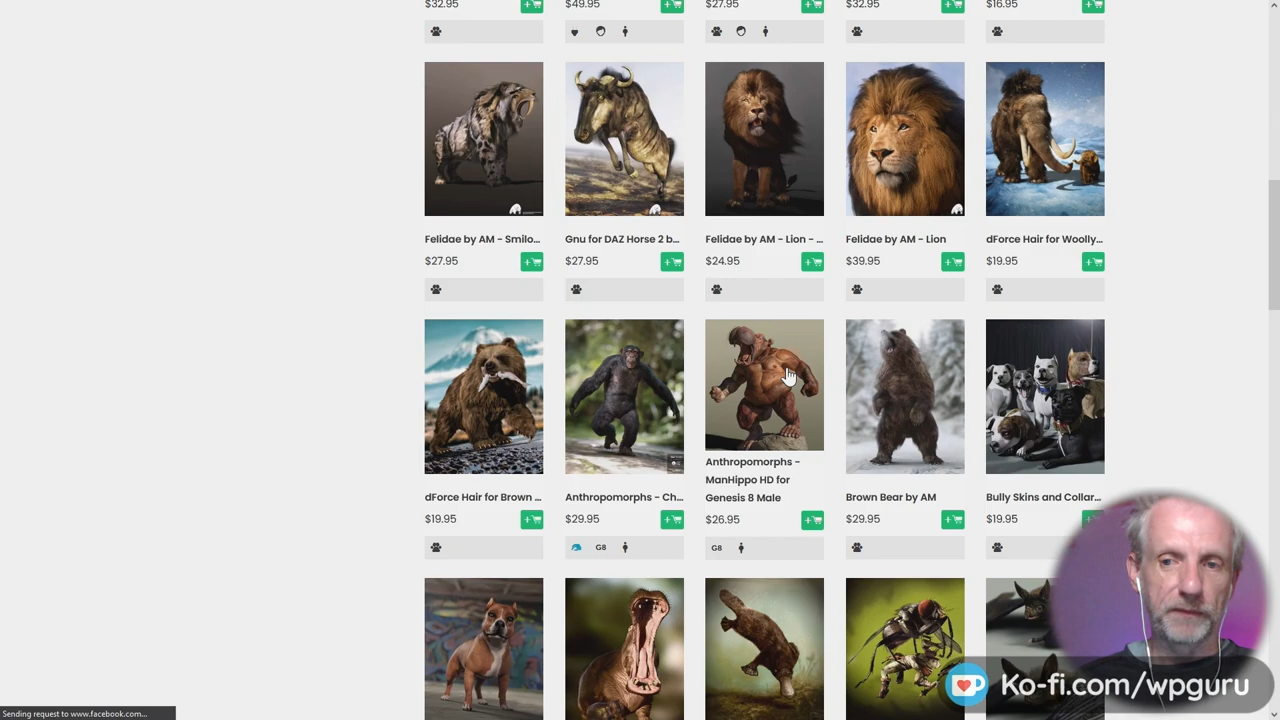 $32.95
$49.95
$27.95
$32.95
$16.95
Felidae by AM - Smilo...
Gnu for DAZ Horse 2 b...
Felidae by AM - Lion - ...
Felidae by AM - Lion
dForce Hair for Woolly...
$27.95
$27.95
$24.95
$39.95
$19.95
dForce Hair for Brown ...
Anthropomorphs - Ch...
Anthropomorphs -
ManHippo HD for
Genesis 8 Male
Brown Bear by AM
Bully Skins and Collar...
$19.95
$29.95
$26.95
$29.95
$19.95
G8
G8
Ko-fi.com/wpguru
Sending request to www.facebook.com...